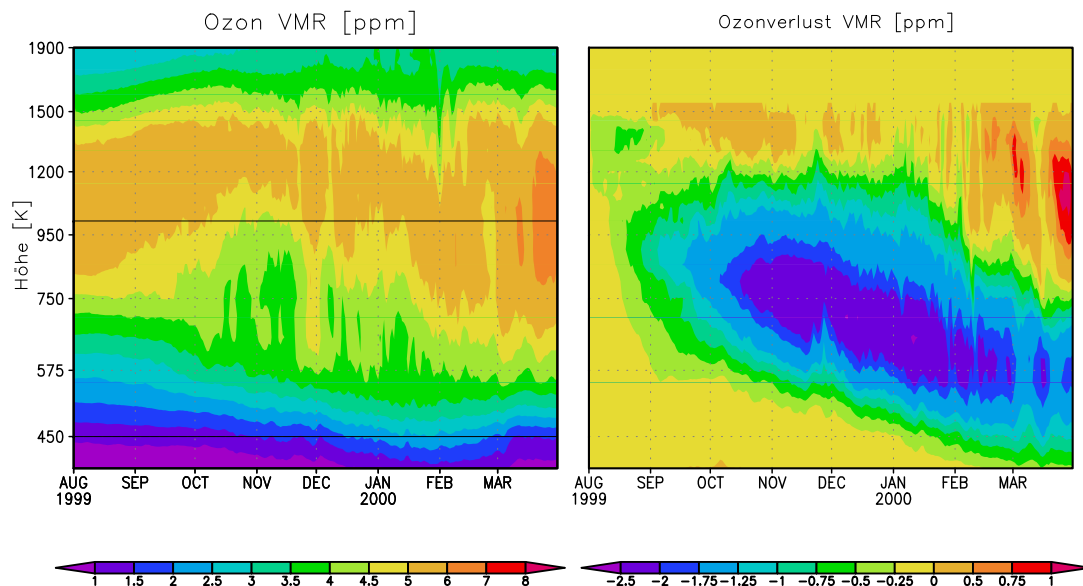 Ozon VMR [ppm]
Ozonverlust VMR [ppm]
Höhe [K]
1900
1500
1200
950
750
575
450
AUG SEP OCT NOV DEC JAN FEB MAR
1999 2000
AUG SEP OCT NOV DEC JAN FEB MAR
1999 2000
1 1.5 2 2.5 3 3.5 4 4.5 5 6 7 8
-2.5 -2 -1.75 -1.25 -1 -0.75 -0.5 -0.25 0 0.5 0.75 1